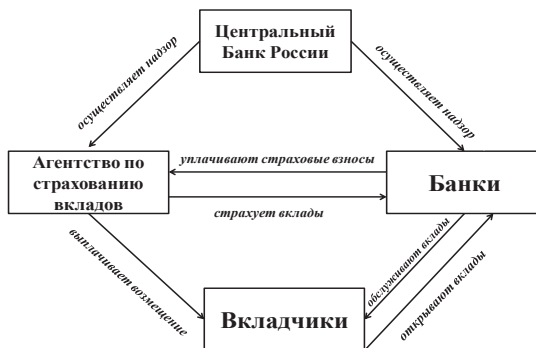 Центральный
Банк России
осуществляет надзор
осуществляет надзор
Агентство по
страхованию
вкладов
уплачивают страховые взносы
Банки
страхует вклады
выплачивает возмещение
обслуживают вклады
открывают вклады
Вкладчики